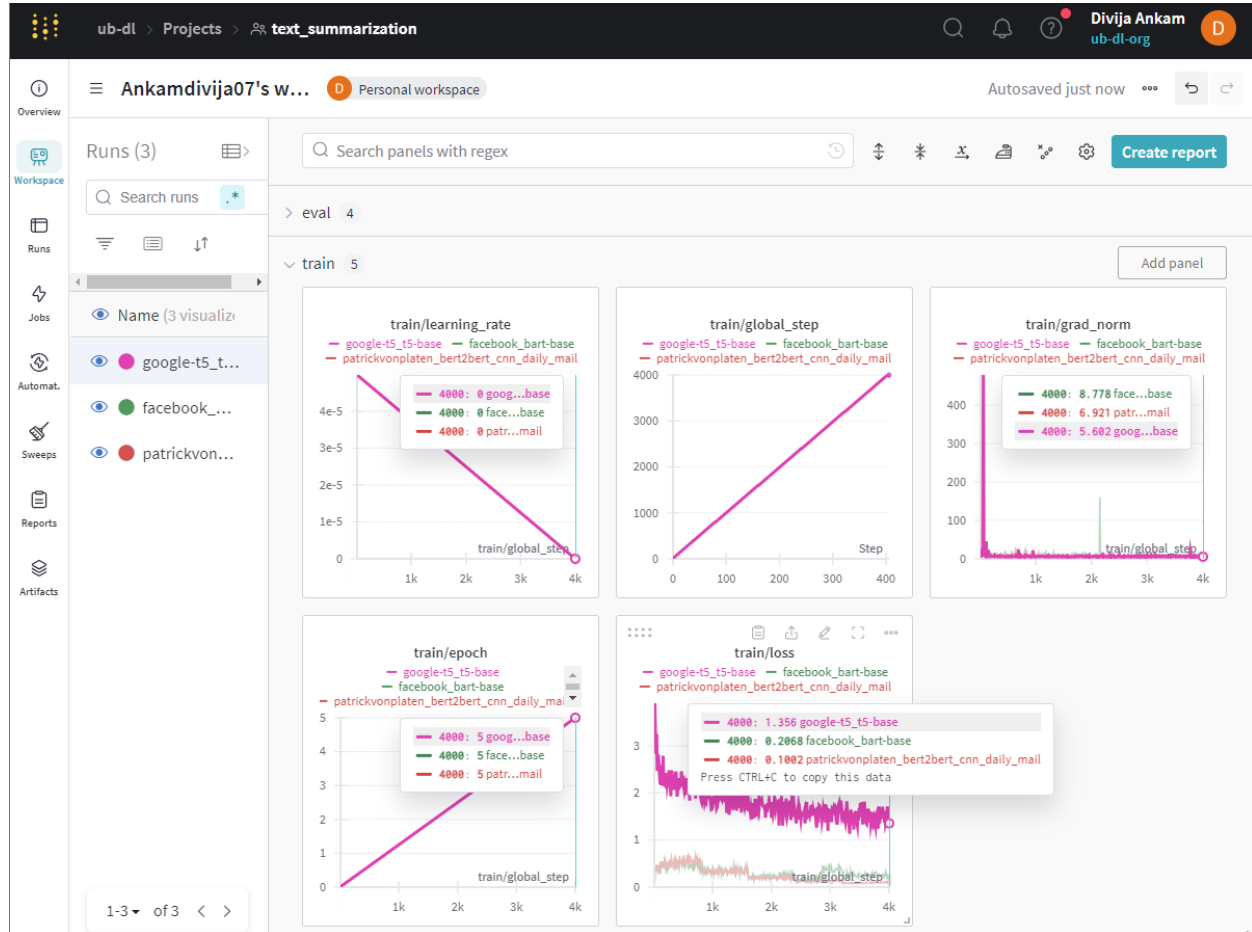 ub-dl > Projects > text_summarization
Divija Ankam
ub-dl-org
D
Overview
Workspace
Runs
Jobs
Automat.
Sweeps
Reports
Artifacts
Ankamdivija07's w...
D
Personal workspace
Autosaved just now
Runs (3)
Search runs
.*
Name (3 visualiz
google-t5_t...
facebook_...
patrickvon...
1-3 of 3
Search panels with regex
Create report
eval 4
train 5
Add panel
train/learning_rate
google-t5_t5-base facebook_bart-base
patrickvonplaten_bert2bert_cnn_daily_mail
4000: 0 goog...base
4000: 0 face...base
4000: 0 patr...mail
4e-5
3e-5
2e-5
1e-5
0
train/global_step
1k 2k 3k 4k
train/global_step
google-t5_t5-base facebook_bart-base
patrickvonplaten_bert2bert_cnn_daily_mail
4000
3000
2000
1000
0
Step
0 100 200 300 400
train/grad_norm
google-t5_t5-base facebook_bart-base
patrickvonplaten_bert2bert_cnn_daily_mail
4000: 8.778 face...base
4000: 6.921 patr...mail
4000: 5.602 goog...base
400
300
200
100
0
train/global_step
1k 2k 3k 4k
train/epoch
google-t5_t5-base
facebook_bart-base
patrickvonplaten_bert2bert_cnn_daily_mai
4000: 5 goog...base
4000: 5 face...base
4000: 5 patr...mail
5
4
3
2
1
0
train/global_step
1k 2k 3k 4k
train/loss
google-t5_t5-base facebook_bart-base
patrickvonplaten_bert2bert_cnn_daily_mail
4000: 1.356 google-t5_t5-base
4000: 0.2068 facebook_bart-base
4000: 0.1002 patrickvonplaten_bert2bert_cnn_daily_mail
Press CTRL+C to copy this data
3
2
1
0
train/global_step
1k 2k 3k 4k